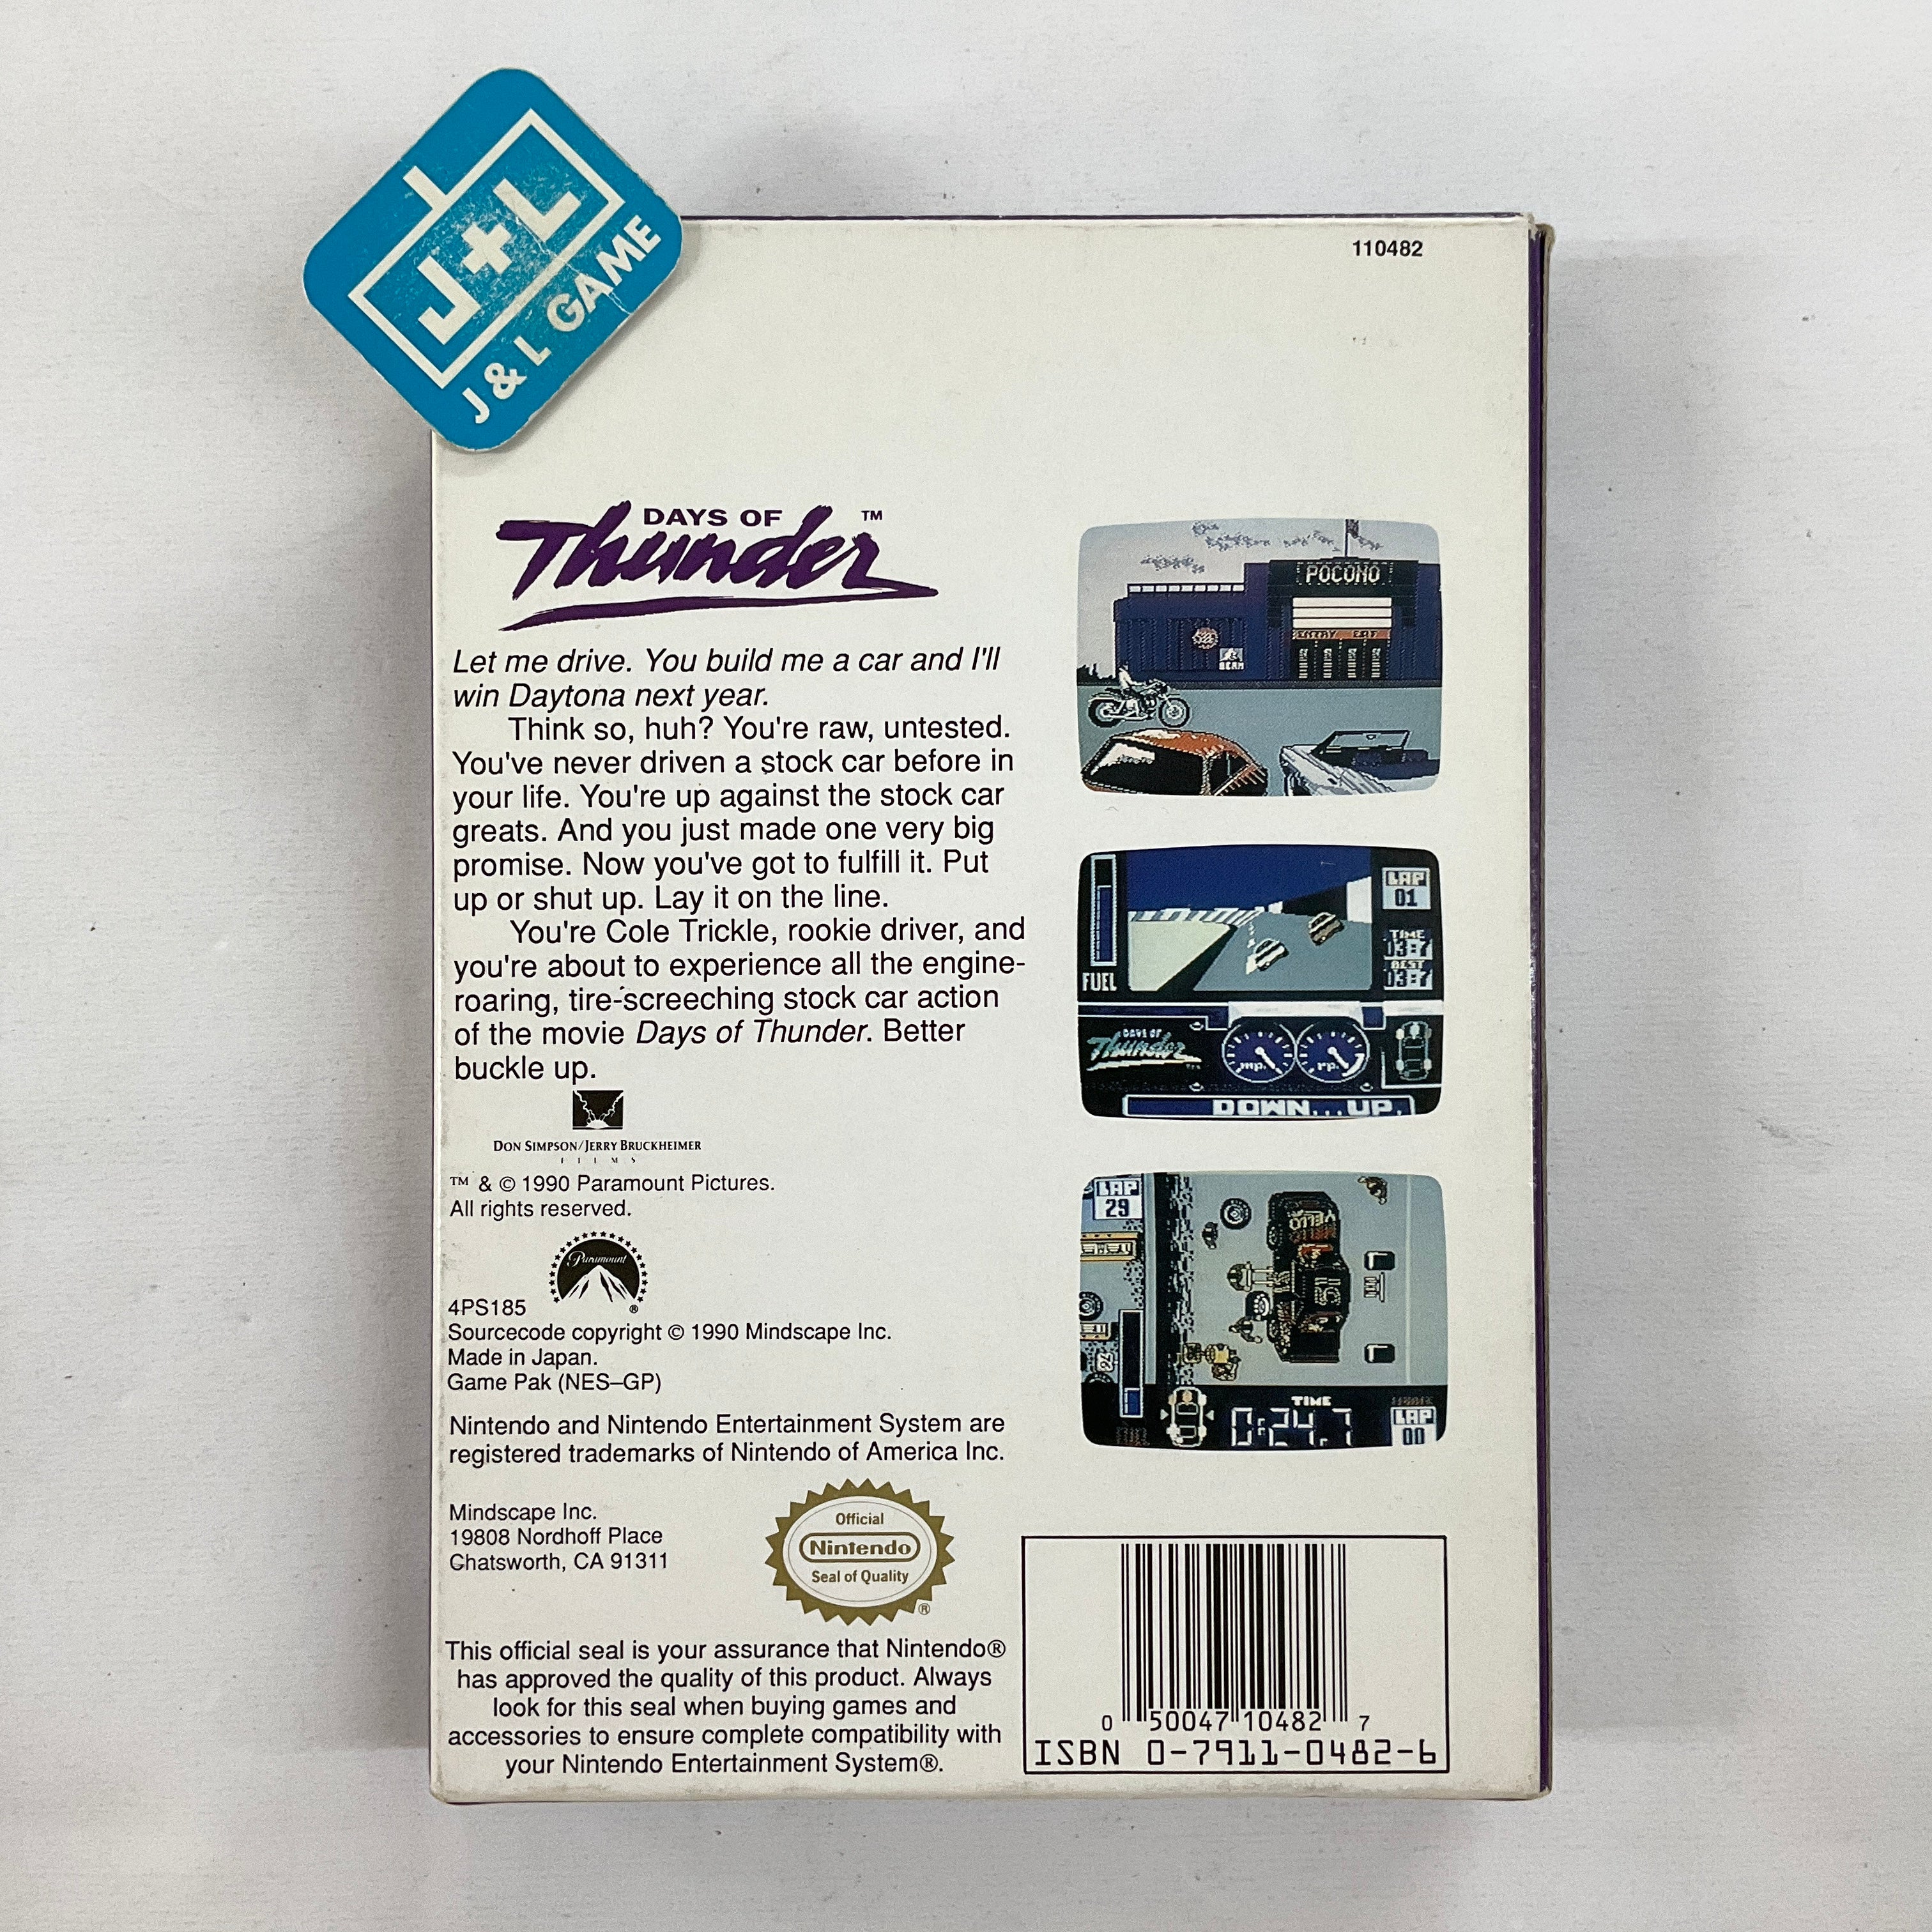 J+L
J & L GAME
110482
DAYS OF
Thunder™
Let me drive. You build me a car and I'll
win Daytona next year.
Think so, huh? You're raw, untested.
You've never driven a stock car before in
your life. You're up against the stock car
greats. And you just made one very big
promise. Now you've got to fulfill it. Put
up or shut up. Lay it on the line.
You're Cole Trickle, rookie driver, and
you're about to experience all the engine-
roaring, tire-screeching stock car action
of the movie Days of Thunder. Better
buckle up.
DON SIMPSON/JERRY BRUCKHEIMER
FILMS
™ & © 1990 Paramount Pictures.
All rights reserved.
Paramount
®
4PS185
Sourcecode copyright © 1990 Mindscape Inc.
Made in Japan.
Game Pak (NES–GP)
Nintendo and Nintendo Entertainment System are
registered trademarks of Nintendo of America Inc.
Mindscape Inc.
19808 Nordhoff Place
Chatsworth, CA 91311
Official
Nintendo
Seal of Quality
®
This official seal is your assurance that Nintendo®
has approved the quality of this product. Always
look for this seal when buying games and
accessories to ensure complete compatibility with
your Nintendo Entertainment System®.
POCONO
LAP
01
TIME
BEST
FUEL
DAYS OF
Thunder
DOWN...UP.
LAP
29
TIME
0:24.7
LAP
00
0 50047 10482 7
ISBN 0-7911-0482-6